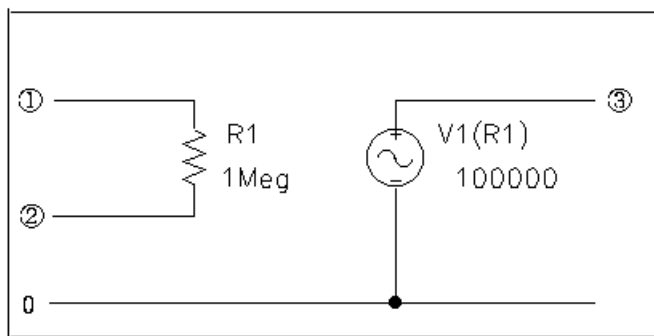 ①
③
R1
V1(R1)
1Meg
100000
②
0
+
-